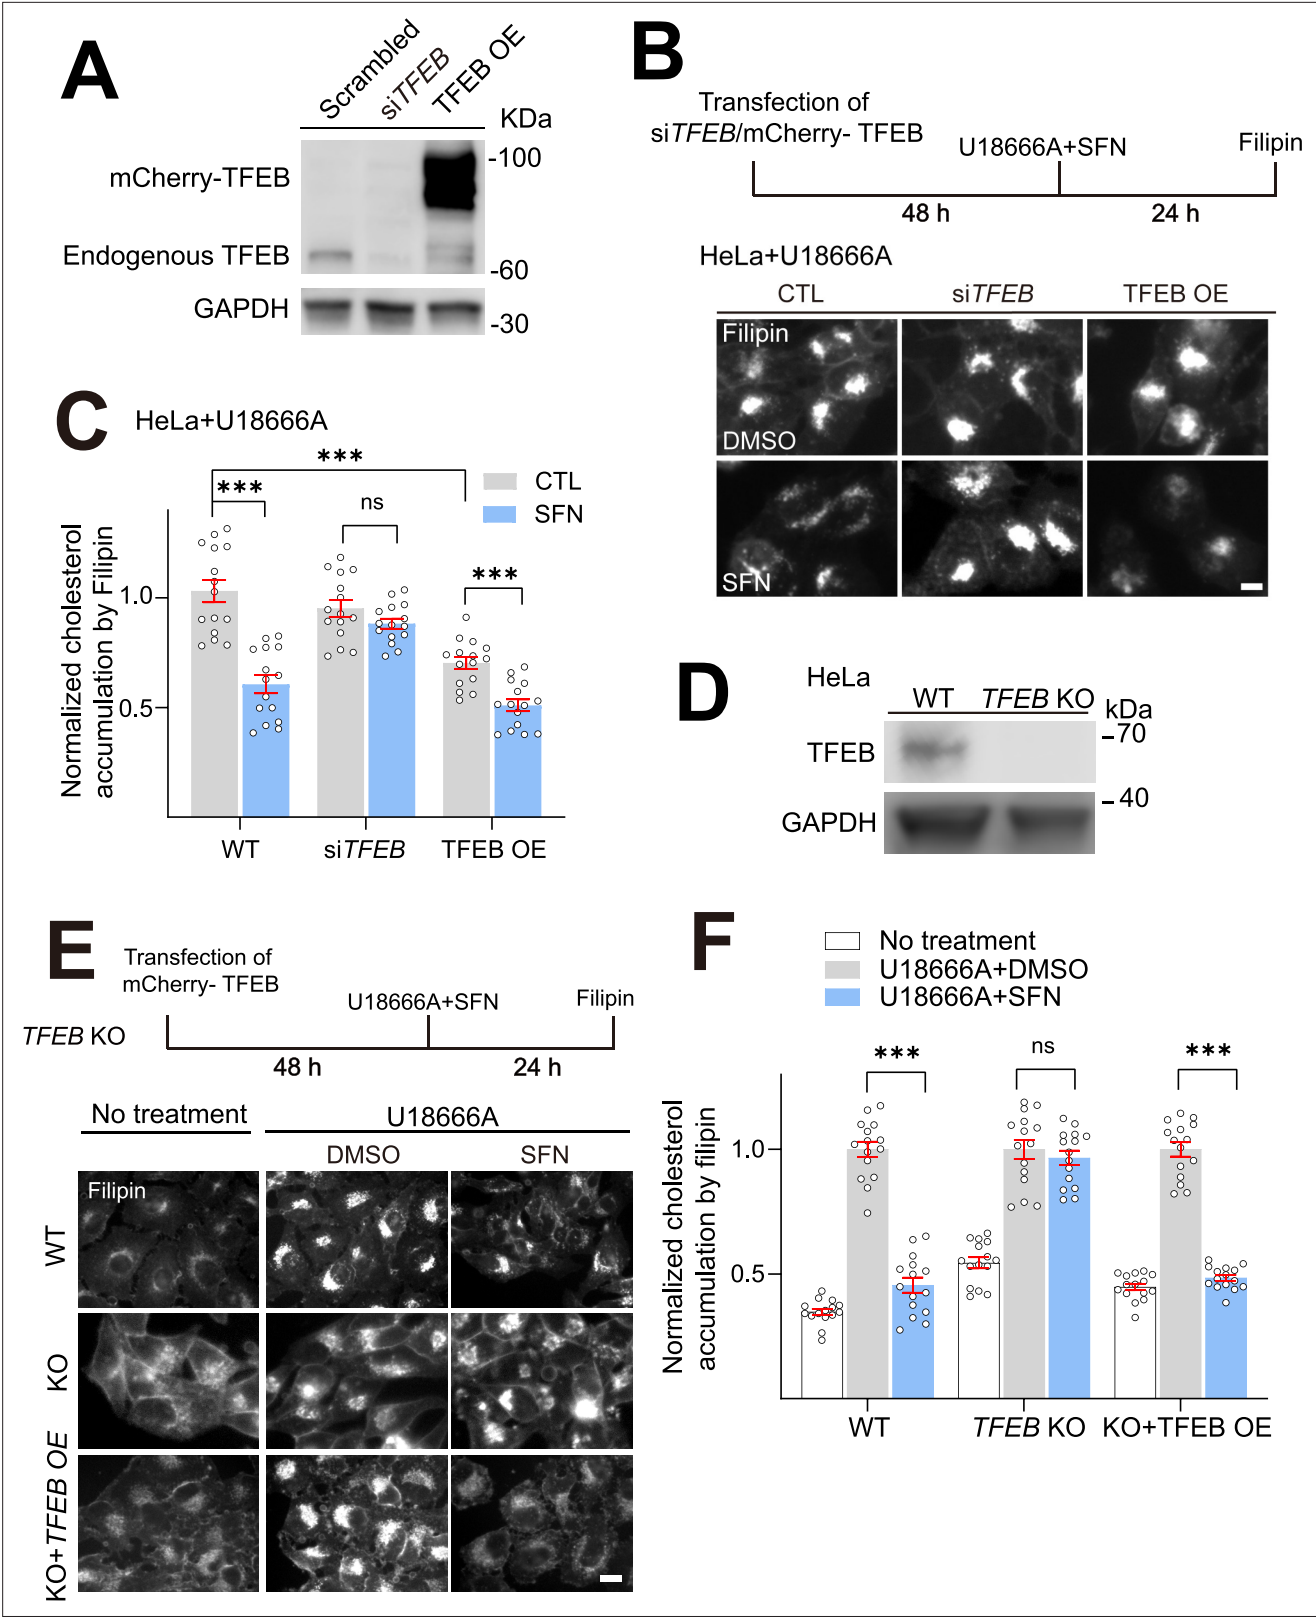 A
Scrambled
siTFEB
TFEB OE
KDa
mCherry-TFEB
-100
Endogenous TFEB
-60
GAPDH
-30
B
Transfection of
siTFEB/mCherry- TFEB
U18666A+SFN
Filipin
48 h
24 h
HeLa+U18666A
CTL
siTFEB
TFEB OE
Filipin
DMSO
SFN
C
HeLa+U18666A
***
***
ns
***
CTL
SFN
Normalized cholesterol
accumulation by Filipin
1.0
0.5
WT
siTFEB
TFEB OE
D
HeLa
WT
TFEB KO
kDa
TFEB
-70
GAPDH
-40
E
Transfection of
mCherry- TFEB
U18666A+SFN
Filipin
TFEB KO
48 h
24 h
No treatment
U18666A
DMSO
SFN
Filipin
WT
KO
KO+TFEB OE
F
No treatment
U18666A+DMSO
U18666A+SFN
***
ns
***
Normalized cholesterol
accumulation by filipin
1.0
0.5
WT
TFEB KO
KO+TFEB OE